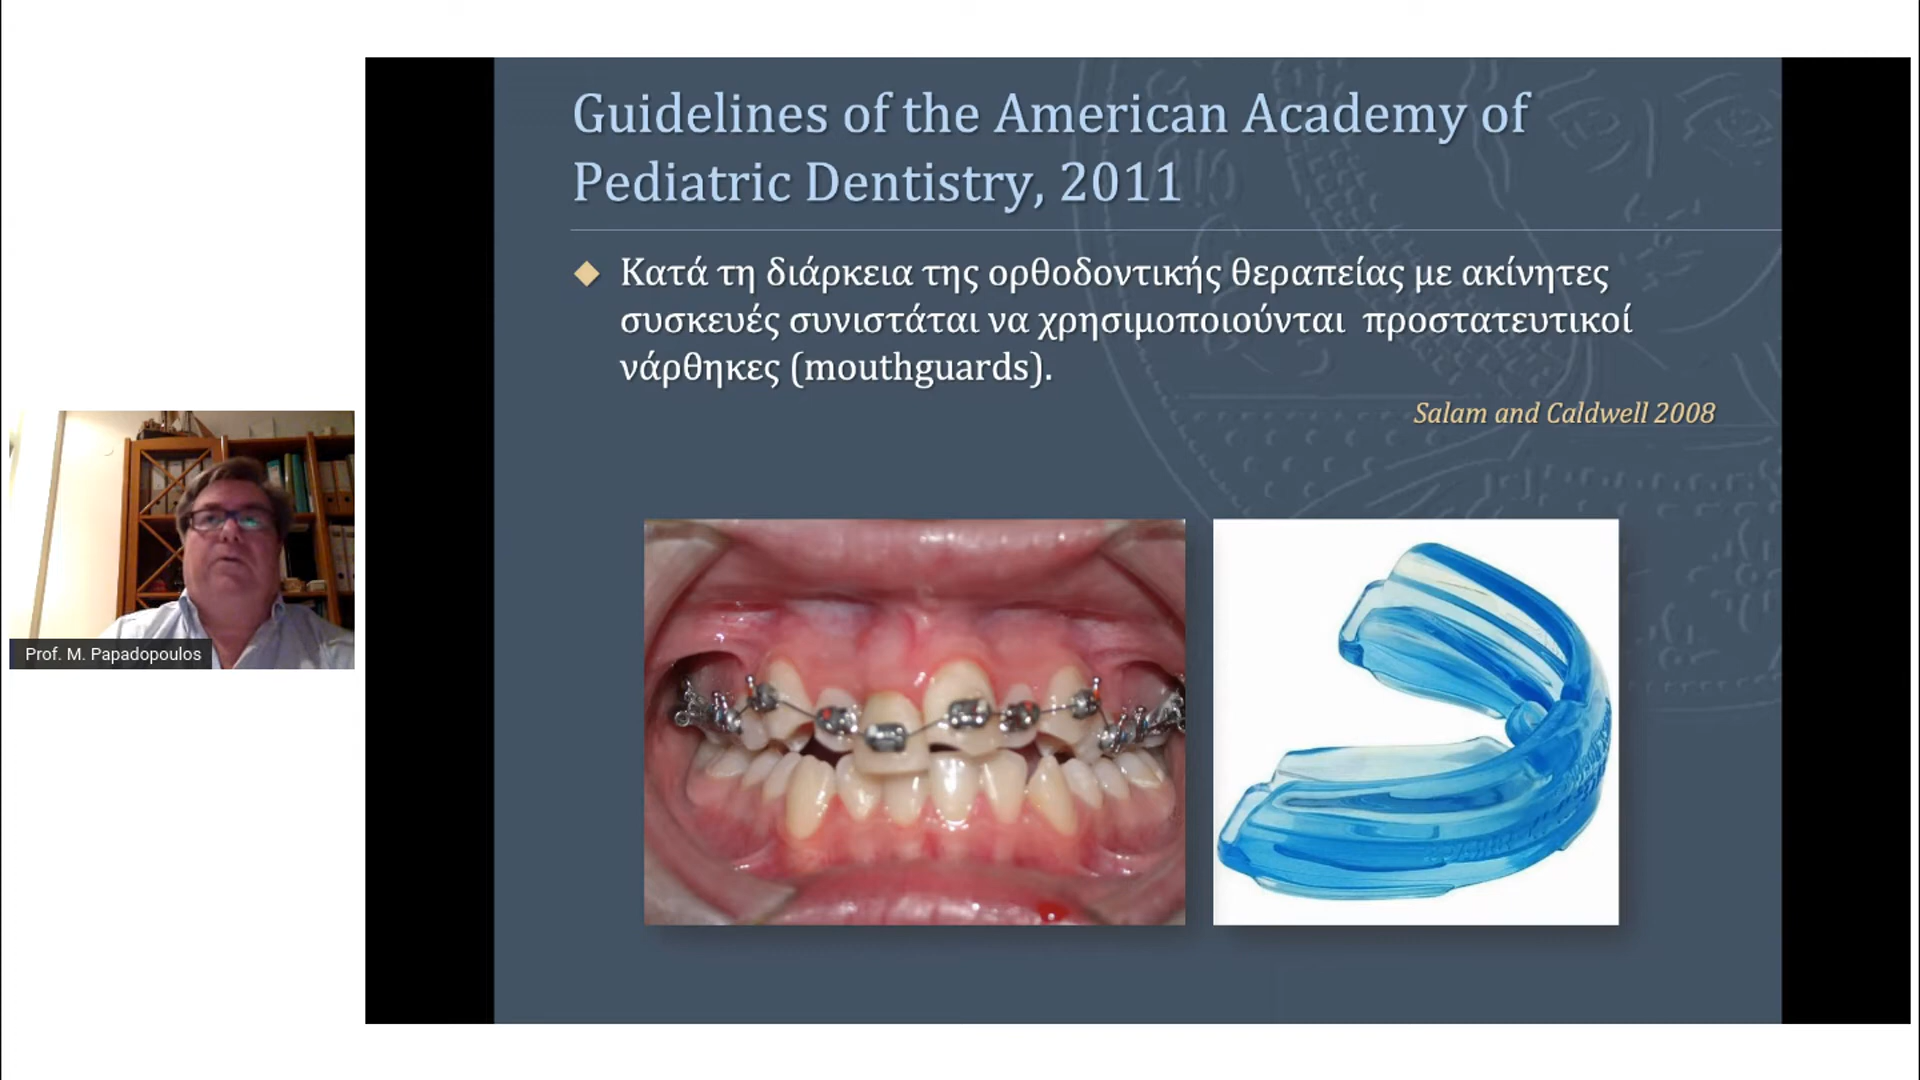 Guidelines of the American Academy of
Pediatric Dentistry, 2011
Κατά τη διάρκεια της ορθοδοντικής θεραπείας με ακίνητες
συσκευές συνιστάται να χρησιμοποιούνται προστατευτικοί
νάρθηκες (mouthguards).
Salam and Caldwell 2008
Prof. M. Papadopoulos